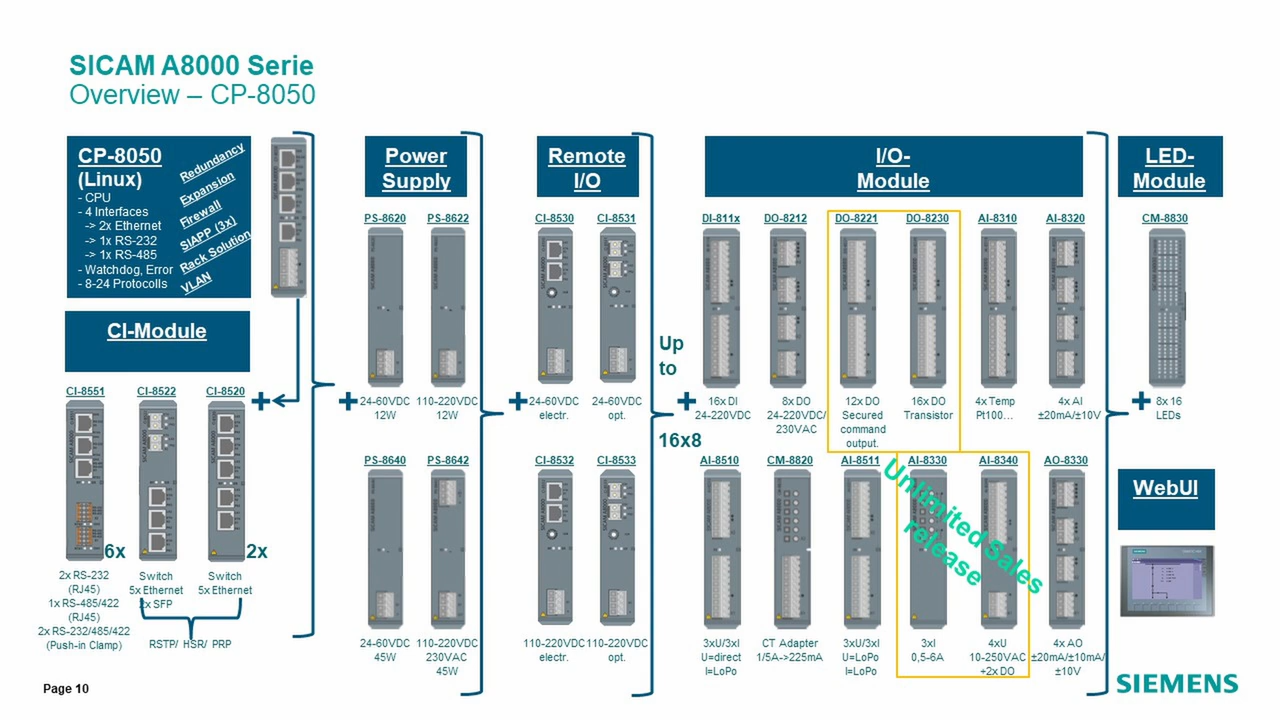 SICAM A8000 Serie
Overview – CP-8050
CP-8050
(Linux)
- CPU
- 4 Interfaces
-> 2x Ethernet
-> 1x RS-232
-> 1x RS-485
- Watchdog, Error
- 8-24 Protocolls
Redundancy
Expansion
Firewall
SIAPP (3x)
Rack Solution
VLAN
CI-Module
CI-8551
CI-8522
CI-8520
+
6x
2x
2x RS-232
(RJ45)
1x RS-485/422
(RJ45)
2x RS-232/485/422
(Push-in Clamp)
Switch
5x Ethernet
2x SFP
Switch
5x Ethernet
RSTP/ HSR/ PRP
Power
Supply
PS-8620
PS-8622
+
24-60VDC
12W
110-220VDC
12W
PS-8640
PS-8642
24-60VDC
45W
110-220VDC
230VAC
45W
Remote
I/O
CI-8530
CI-8531
+
24-60VDC
electr.
24-60VDC
opt.
CI-8532
CI-8533
110-220VDC
electr.
110-220VDC
opt.
Up
to
+
16x8
I/O-
Module
DI-811x
DO-8212
DO-8221
DO-8230
AI-8310
AI-8320
16x DI
24-220VDC
8x DO
24-220VDC/
230VAC
12x DO
Secured
command
output.
16x DO
Transistor
4x Temp
Pt100…
4x AI
±20mA/±10V
AI-8510
CM-8820
AI-8511
AI-8330
AI-8340
AO-8330
Unlimited Sales
release
3xU/3xI
U=direct
I=LoPo
CT Adapter
1/5A->225mA
3xU/3xI
U=LoPo
I=LoPo
3xI
0,5-6A
4xU
10-250VAC
+2x DO
4x AO
±20mA/±10mA/
±10V
LED-
Module
CM-8830
+
8x 16
LEDs
WebUI
Page 10
SIEMENS